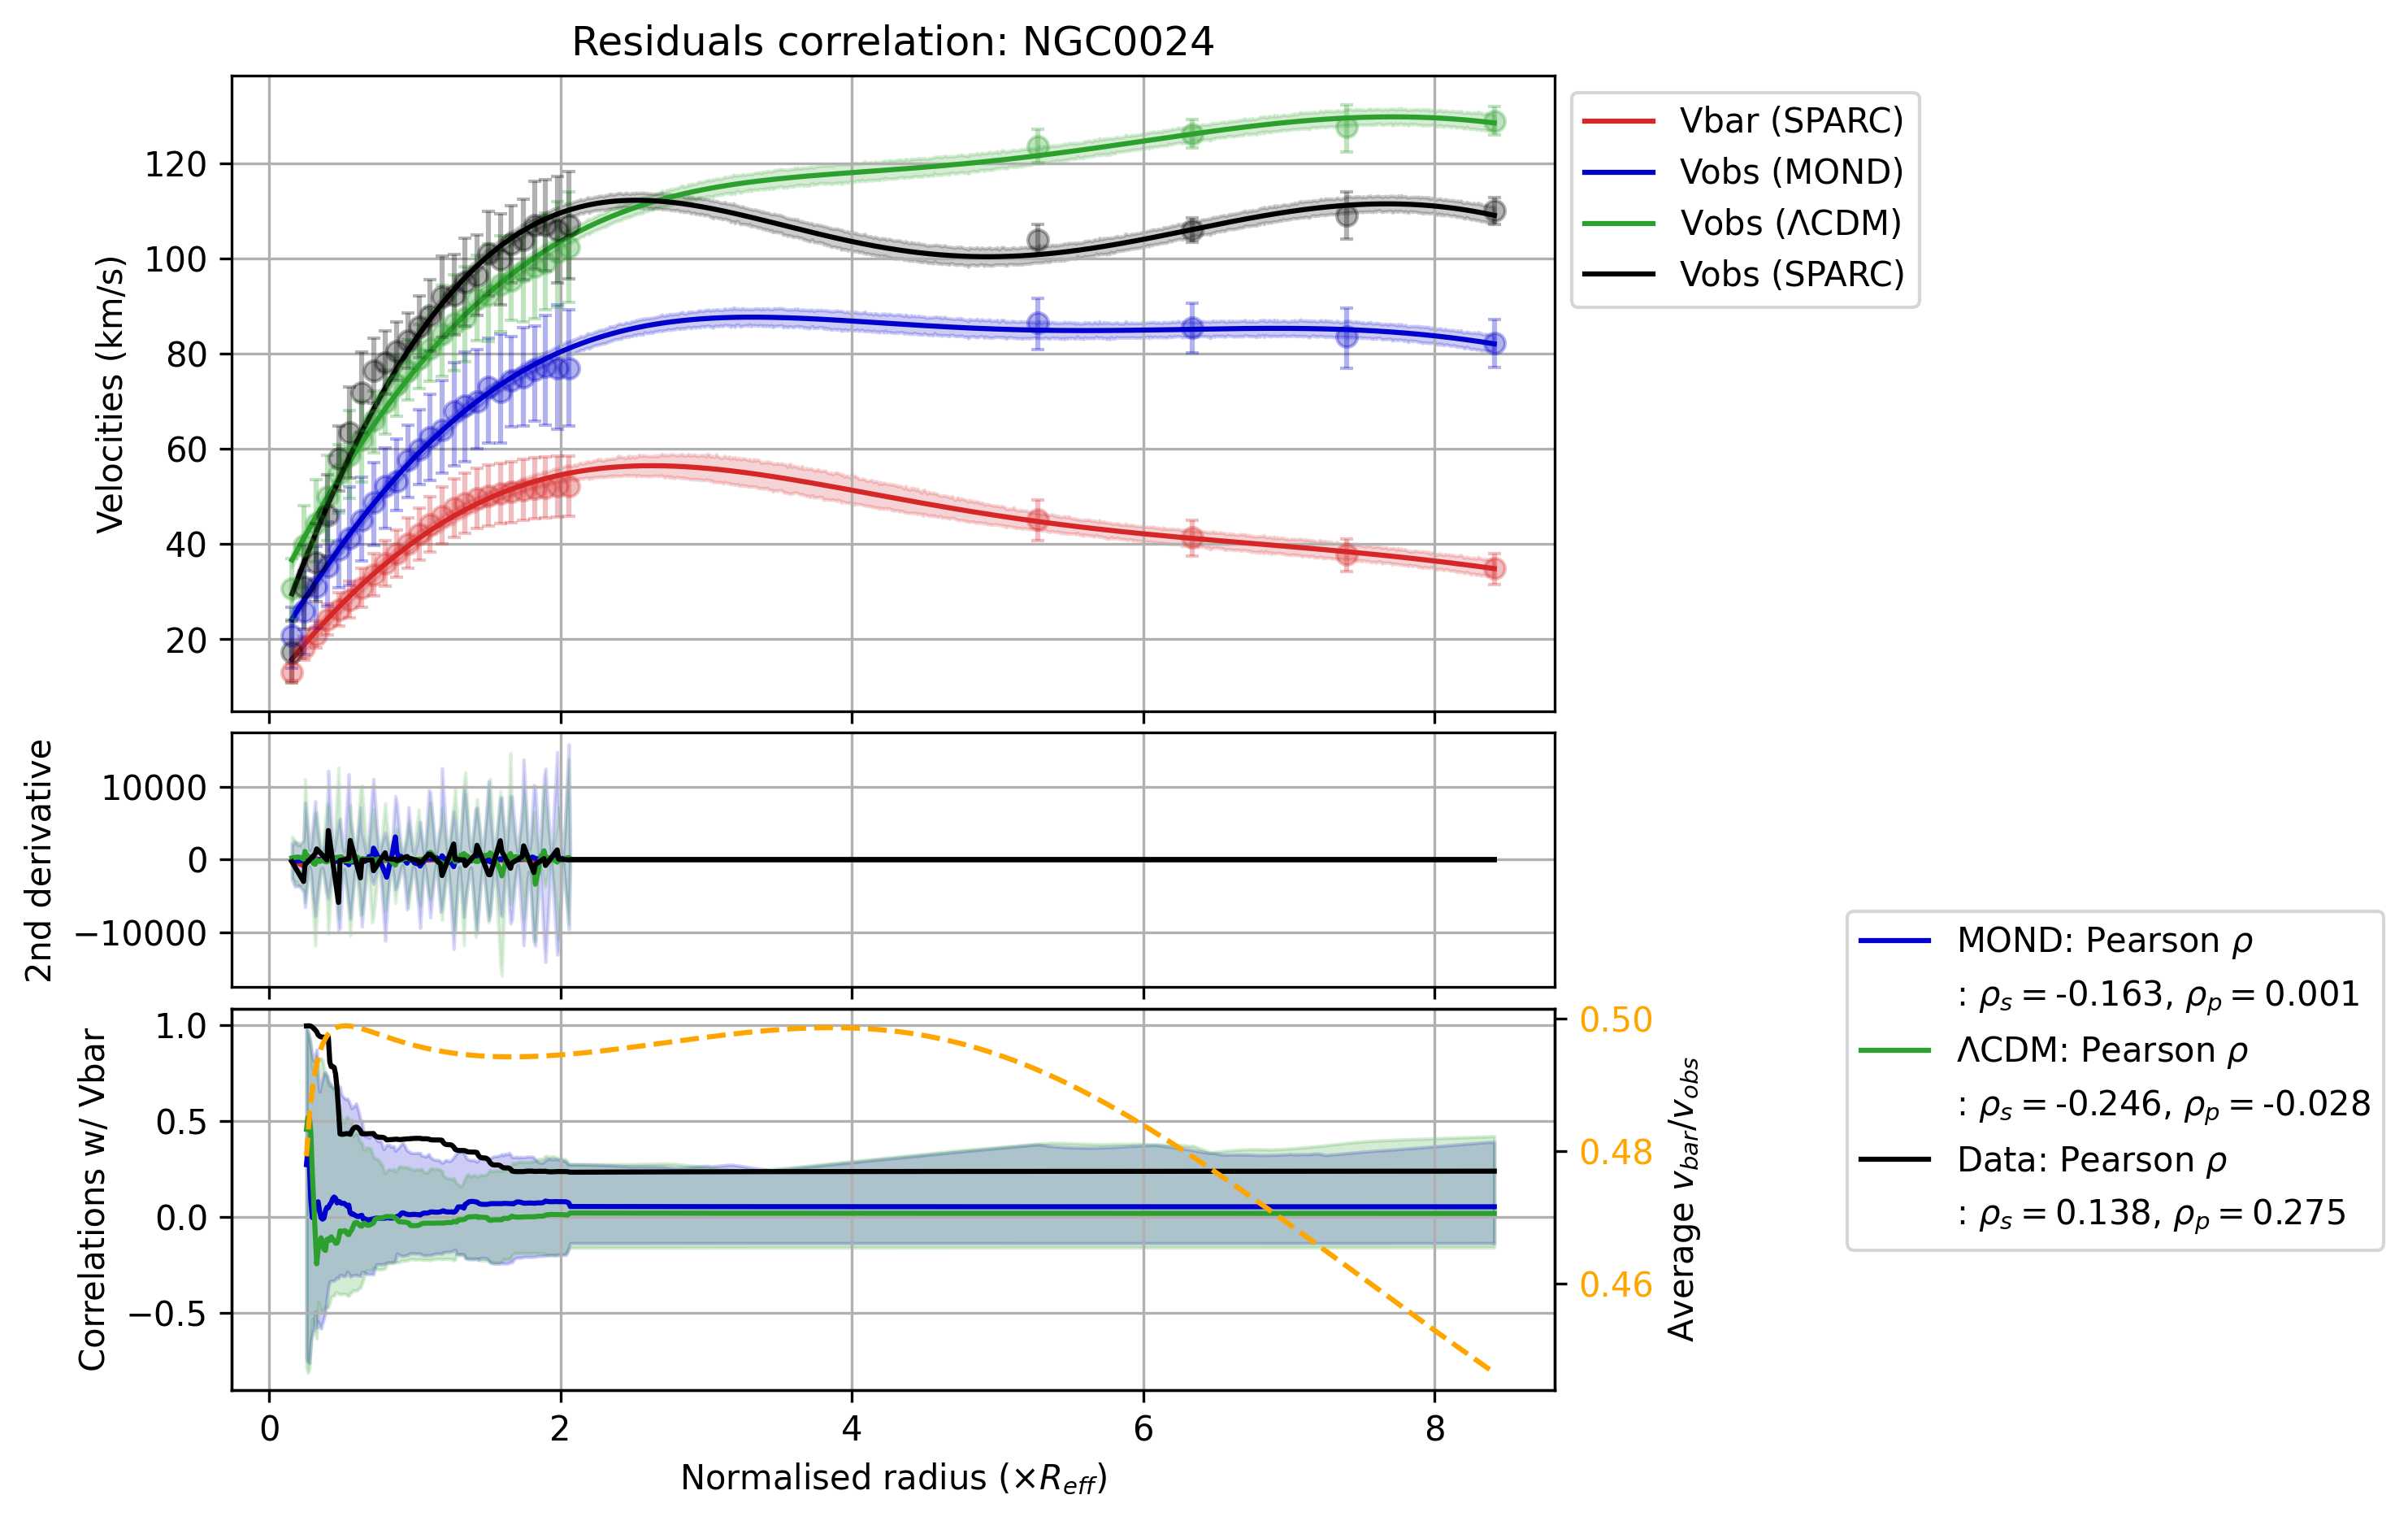 Residuals correlation: NGC0024
Velocities (km/s)
120
100
80
60
40
20
Vbar (SPARC)
Vobs (MOND)
Vobs (ΛCDM)
Vobs (SPARC)
2nd derivative
10000
0
−10000
Correlations w/ Vbar
1.0
0.5
0.0
−0.5
0.50
0.48
0.46
Average v_bar/v_obs
MOND: Pearson ρ
: ρ_s = -0.163, ρ_p = 0.001
ΛCDM: Pearson ρ
: ρ_s = -0.246, ρ_p = -0.028
Data: Pearson ρ
: ρ_s = 0.138, ρ_p = 0.275
0 2 4 6 8
Normalised radius (×R_eff)